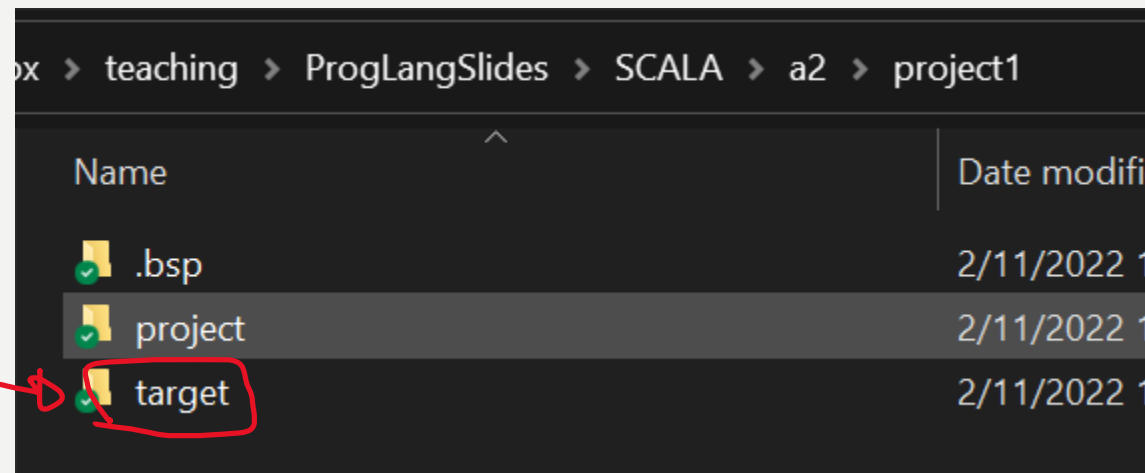 ox > teaching > ProgLangSlides > SCALA > a2 > project1
Name Date modifi
.bsp 2/11/2022 1
project 2/11/2022 1
target 2/11/2022 1